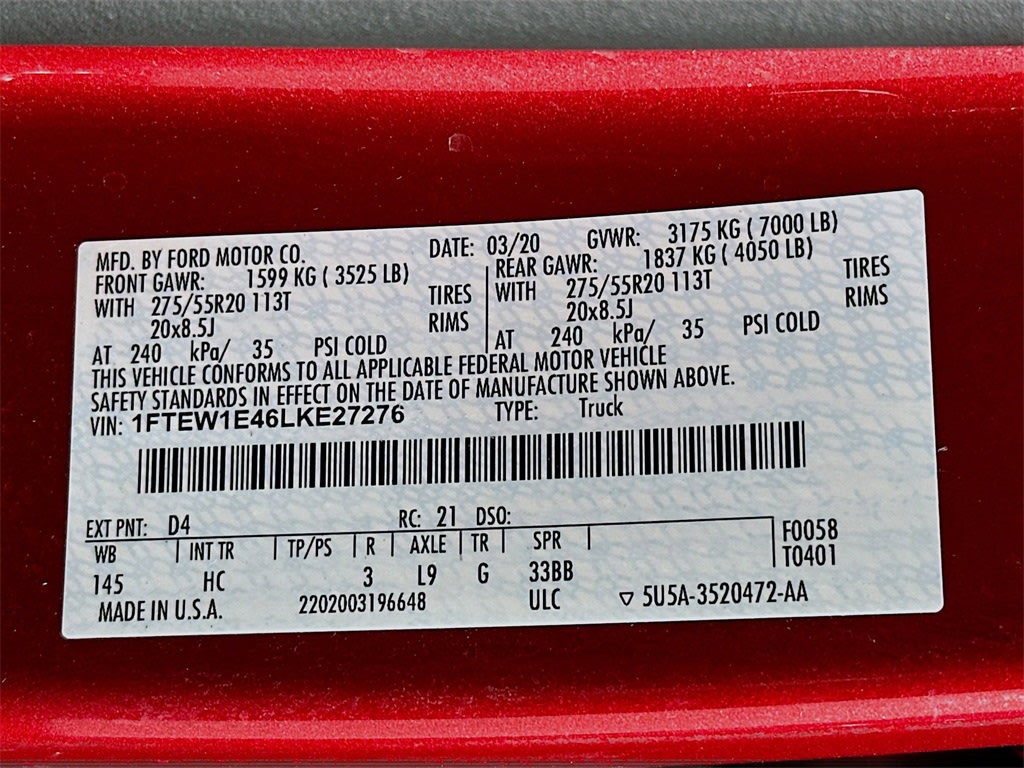 MFD. BY FORD MOTOR CO. DATE: 03/20 GVWR: 3175 KG ( 7000 LB)
FRONT GAWR: 1599 KG ( 3525 LB) REAR GAWR: 1837 KG ( 4050 LB)
WITH 275/55R20 113T TIRES WITH 275/55R20 113T TIRES
20x8.5J RIMS 20x8.5J RIMS
AT 240 kPa/ 35 PSI COLD AT 240 kPa/ 35 PSI COLD
THIS VEHICLE CONFORMS TO ALL APPLICABLE FEDERAL MOTOR VEHICLE
SAFETY STANDARDS IN EFFECT ON THE DATE OF MANUFACTURE SHOWN ABOVE.
VIN: 1FTEW1E46LKE27276 TYPE: Truck
EXT PNT: D4 RC: 21 DSO:
WB INT TR TP/PS R AXLE TR SPR F0058
145 HC 3 L9 G 33BB T0401
MADE IN U.S.A. 2202003196648 ULC ▽ 5U5A-3520472-AA